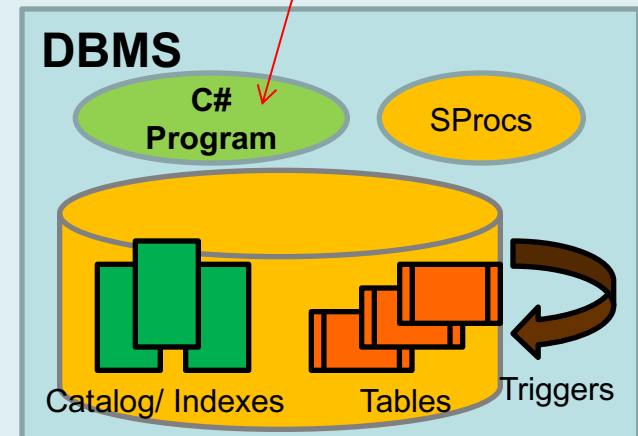 DBMS
C#
Program
SProcs
Catalog/ Indexes
Tables
Triggers